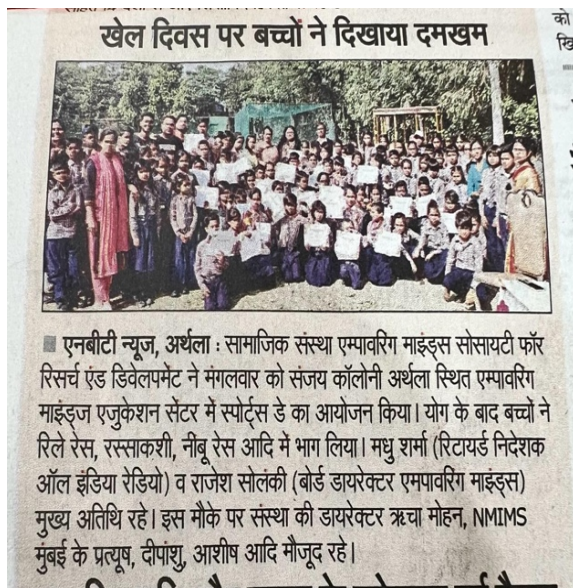 खेल दिवस पर बच्चों ने दिखाया दमखम
को
खि
■ एनबीटी न्यूज, अर्थला : सामाजिक संस्था एम्पावरिंग माइंड्स सोसायटी फॉर
रिसर्च एंड डिवेलपमेंट ने मंगलवार को संजय कॉलोनी अर्थला स्थित एम्पावरिंग
माइंड्ज एजुकेशन सेंटर में स्पोर्ट्स डे का आयोजन किया। योग के बाद बच्चों ने
रिले रेस, रस्साकशी, नीबू रेस आदि में भाग लिया। मधु शर्मा (रिटायर्ड निदेशक
ऑल इंडिया रेडियो) व राजेश सोलंकी (बोर्ड डायरेक्टर एमपावरिंग माइंड्स)
मुख्य अतिथि रहे। इस मौके पर संस्था की डायरेक्टर ऋचा मोहन, NMIMS
मुंबई के प्रत्यूष, दीपांशु, आशीष आदि मौजूद रहे।